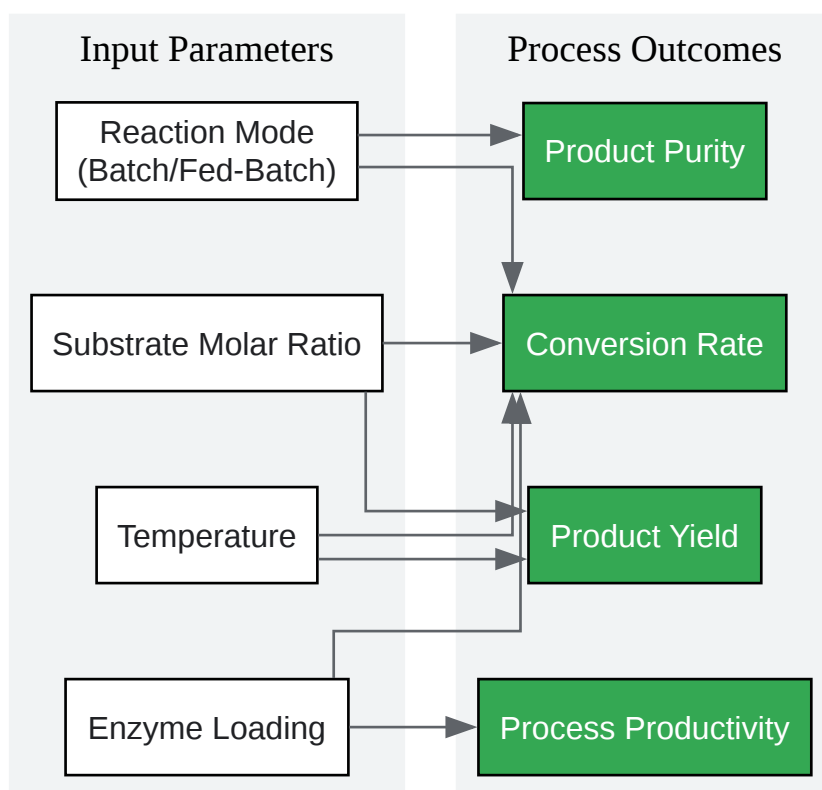 Input Parameters
Process Outcomes
Reaction Mode
(Batch/Fed-Batch)
Product Purity
Substrate Molar Ratio
Conversion Rate
Temperature
Product Yield
Enzyme Loading
Process Productivity